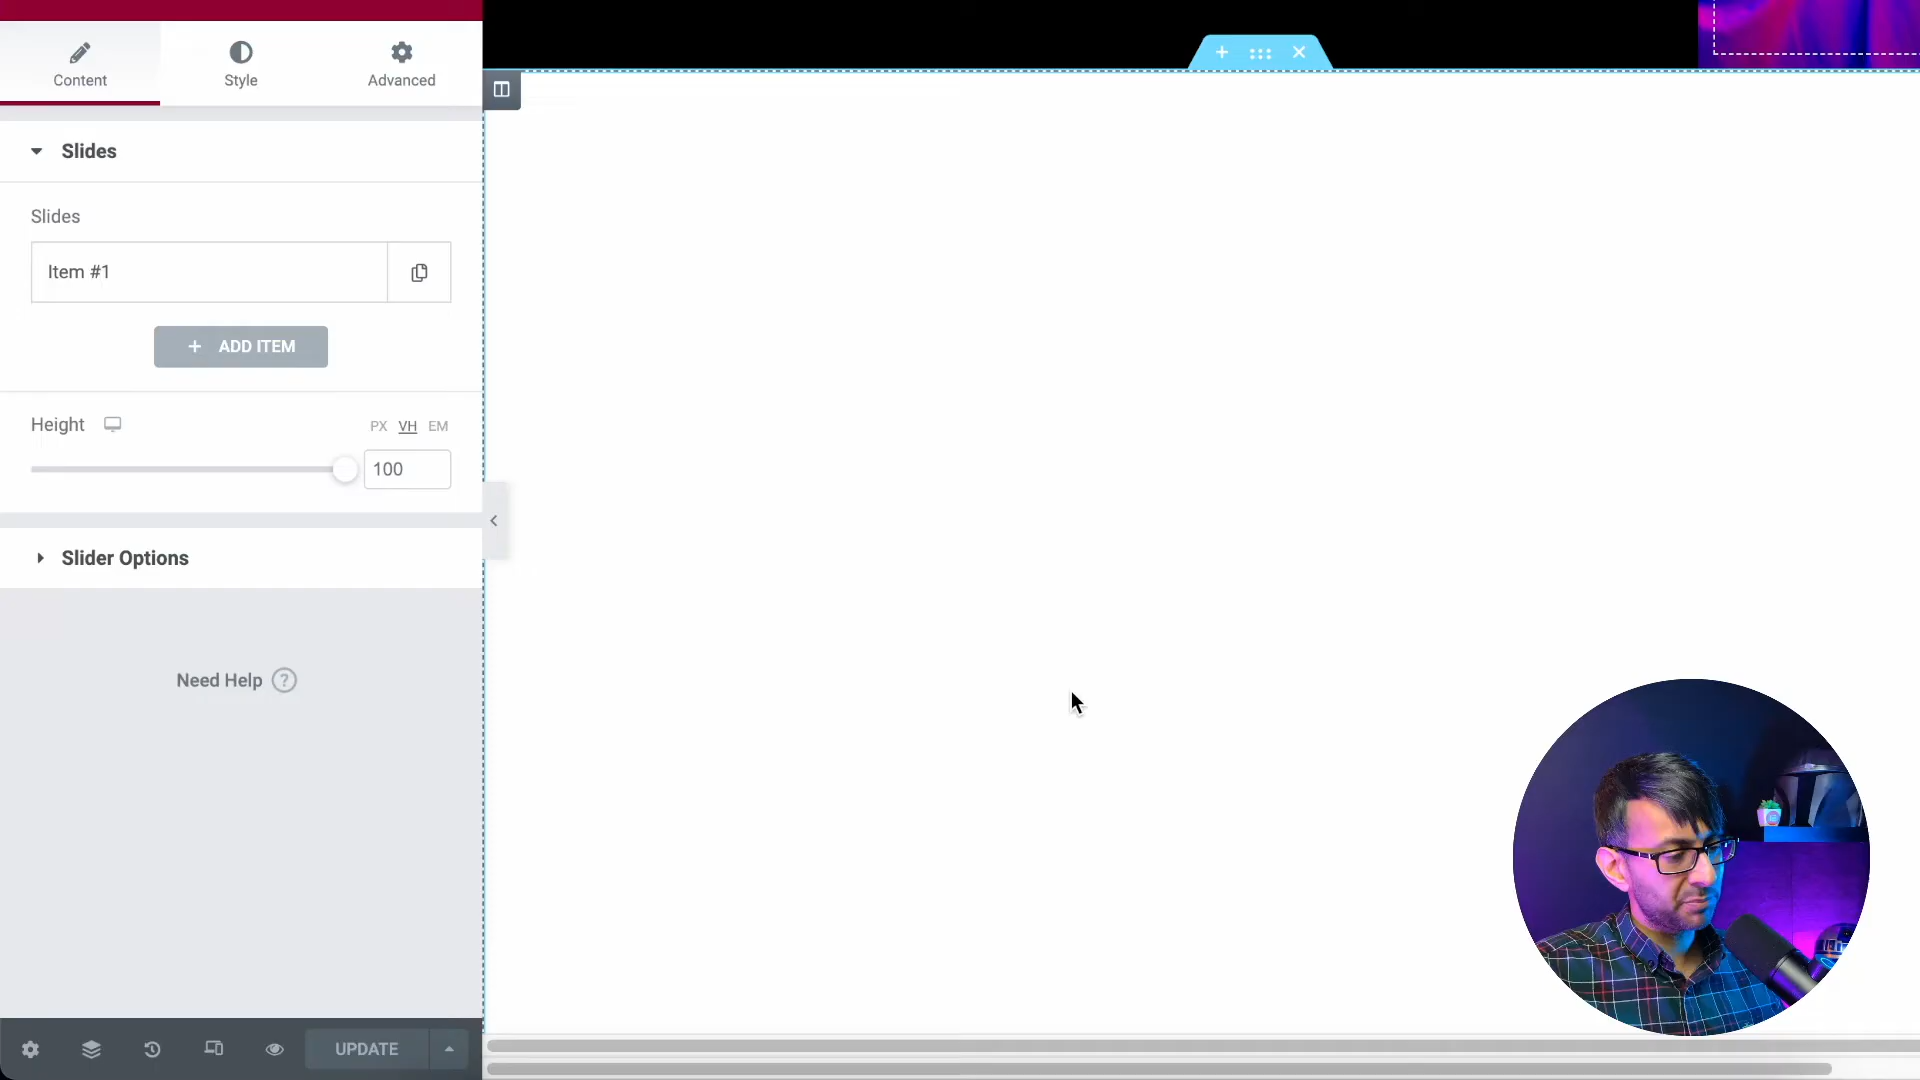 Content
Style
Advanced
Slides
Slides
Item #1
ADD ITEM
Height
PX VH EM
100
Slider Options
Need Help ?
UPDATE